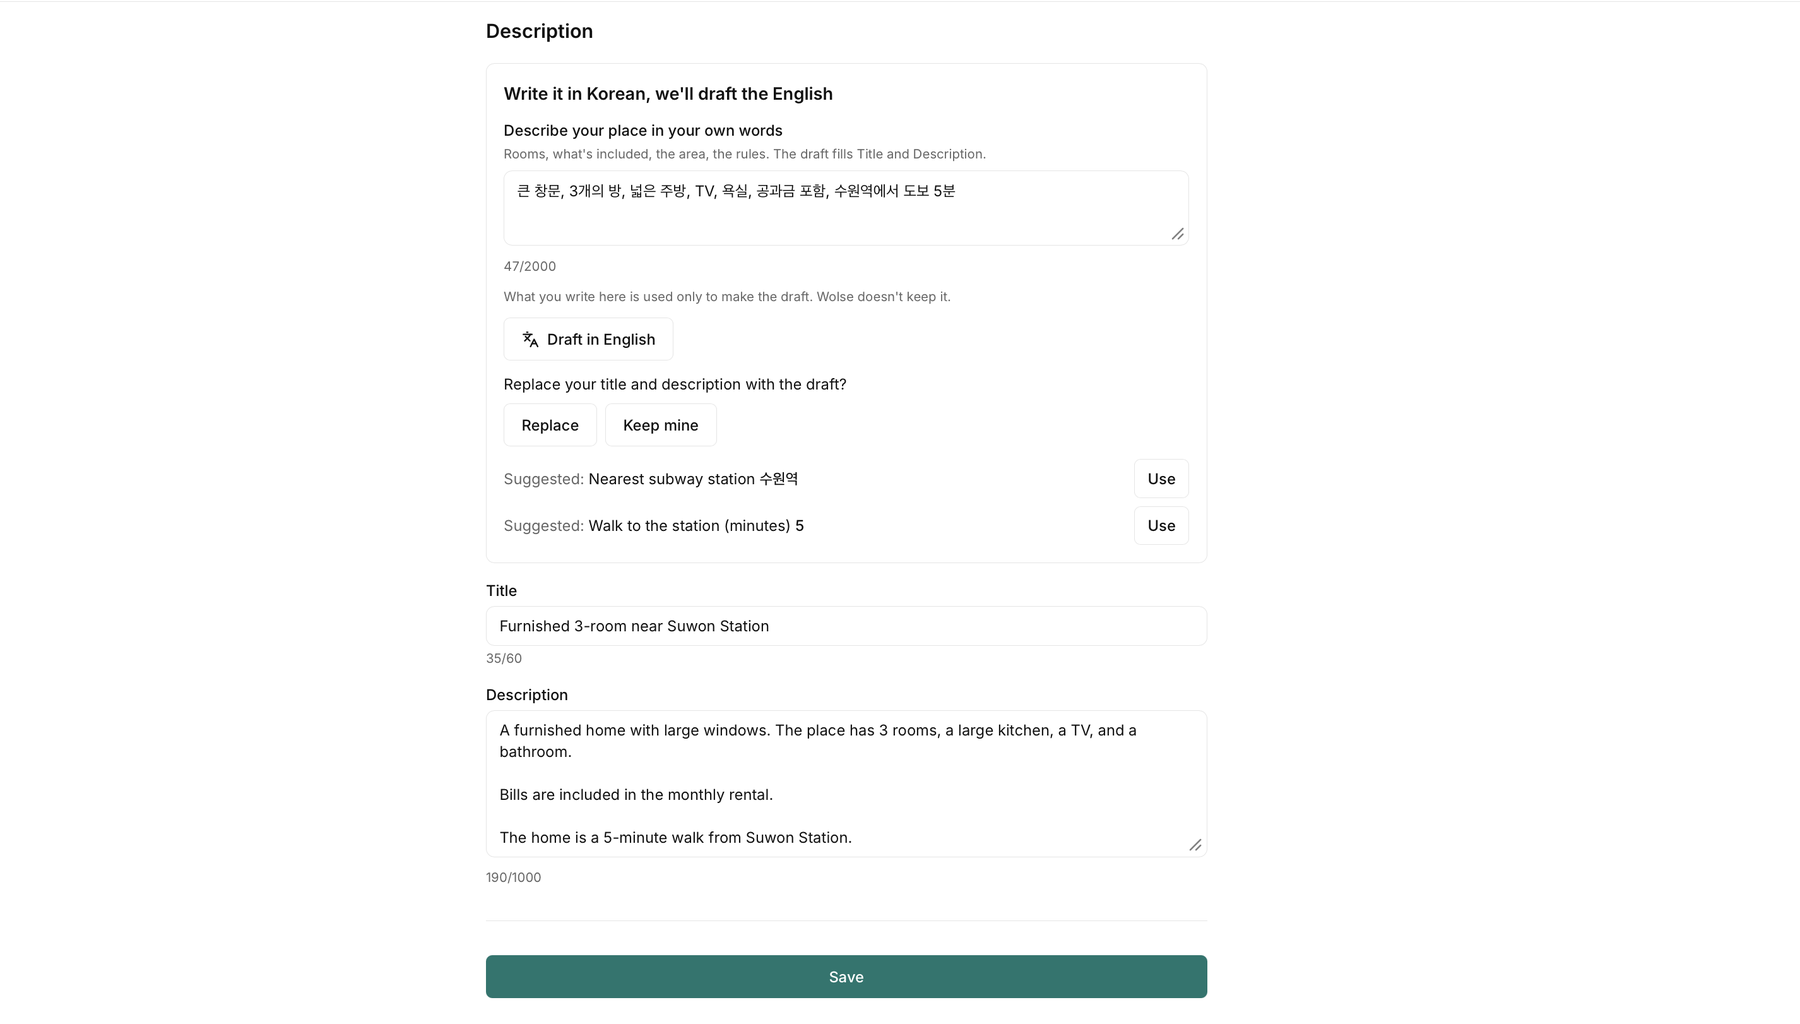 Description
Write it in Korean, we'll draft the English
Describe your place in your own words
Rooms, what's included, the area, the rules. The draft fills Title and Description.
큰 창문, 3개의 방, 넓은 주방, TV, 욕실, 공과금 포함, 수원역에서 도보 5분
47/2000
What you write here is used only to make the draft. Wolse doesn't keep it.
Draft in English
Replace your title and description with the draft?
Replace Keep mine
Suggested: Nearest subway station 수원역 Use
Suggested: Walk to the station (minutes) 5 Use
Title
Furnished 3-room near Suwon Station
35/60
Description
A furnished home with large windows. The place has 3 rooms, a large kitchen, a TV, and a
bathroom.
Bills are included in the monthly rental.
The home is a 5-minute walk from Suwon Station.
190/1000
Save